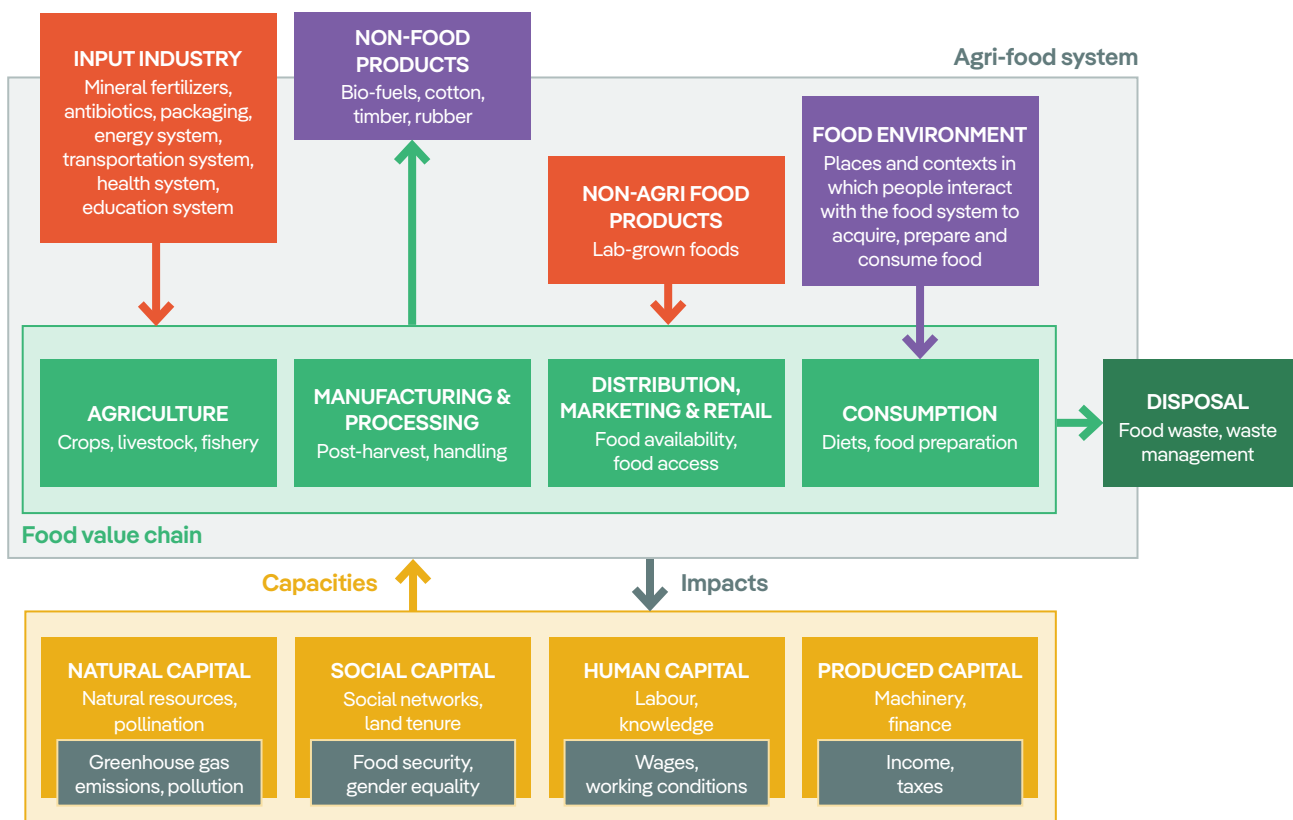 INPUT INDUSTRY
Mineral fertilizers,
antibiotics, packaging,
energy system,
transportation system,
health system,
education system
NON-FOOD
PRODUCTS
Bio-fuels, cotton,
timber, rubber
Agri-food system
NON-AGRI FOOD
PRODUCTS
Lab-grown foods
FOOD ENVIRONMENT
Places and contexts in
which people interact
with the food system to
acquire, prepare and
consume food
AGRICULTURE
Crops, livestock, fishery
MANUFACTURING &
PROCESSING
Post-harvest, handling
DISTRIBUTION,
MARKETING & RETAIL
Food availability,
food access
CONSUMPTION
Diets, food preparation
DISPOSAL
Food waste, waste
management
Food value chain
Capacities
Impacts
NATURAL CAPITAL
Natural resources,
pollination
Greenhouse gas
emissions, pollution
SOCIAL CAPITAL
Social networks,
land tenure
Food security,
gender equality
HUMAN CAPITAL
Labour,
knowledge
Wages,
working conditions
PRODUCED CAPITAL
Machinery,
finance
Income,
taxes